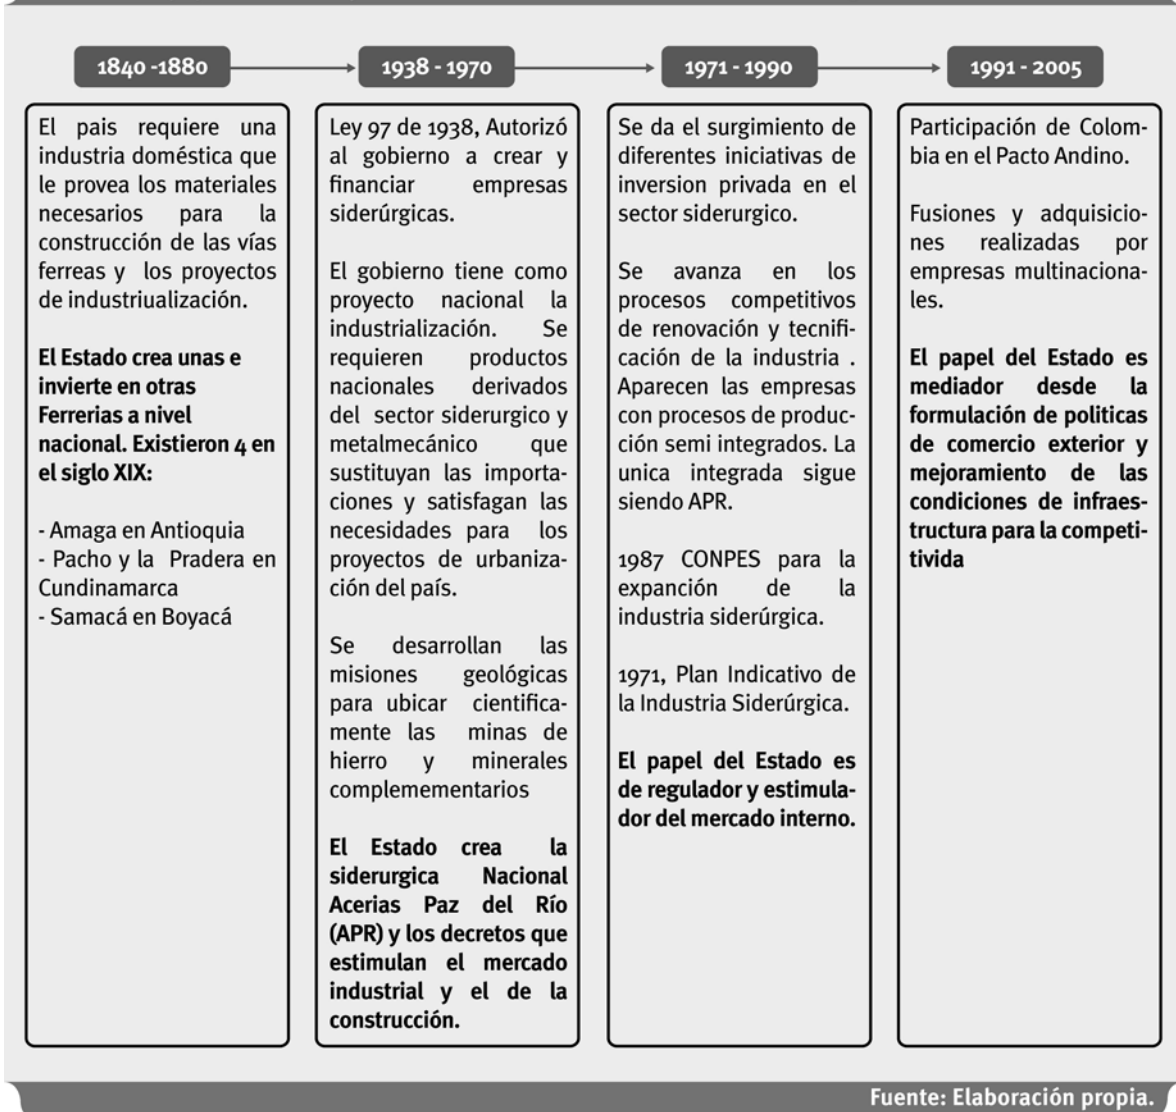 1840 -1880
1938 - 1970
1971 - 1990
1991 - 2005
El pais requiere una
industria doméstica que
le provea los materiales
necesarios para la
construcción de las vías
ferreas y los proyectos
de industriualización.
El Estado crea unas e
invierte en otras
Ferrerias a nivel
nacional. Existieron 4 en
el siglo XIX:
- Amaga en Antioquia
- Pacho y la Pradera en
Cundinamarca
- Samacá en Boyacá
Ley 97 de 1938, Autorizó
al gobierno a crear y
financiar empresas
siderúrgicas.
El gobierno tiene como
proyecto nacional la
industrialización. Se
requieren productos
nacionales derivados
del sector siderurgico y
metalmecánico que
sustituyan las importa-
ciones y satisfagan las
necesidades para los
proyectos de urbaniza-
ción del país.
Se desarrollan las
misiones geológicas
para ubicar cientifica-
mente las minas de
hierro y minerales
complemementarios
El Estado crea la
siderurgica Nacional
Acerias Paz del Río
(APR) y los decretos que
estimulan el mercado
industrial y el de la
construcción.
Se da el surgimiento de
diferentes iniciativas de
inversion privada en el
sector siderurgico.
Se avanza en los
procesos competitivos
de renovación y tecnifi-
cación de la industria .
Aparecen las empresas
con procesos de produc-
ción semi integrados. La
unica integrada sigue
siendo APR.
1987 CONPES para la
expanción de la
industria siderúrgica.
1971, Plan Indicativo de
la Industria Siderúrgica.
El papel del Estado es
de regulador y estimula-
dor del mercado interno.
Participación de Colom-
bia en el Pacto Andino.
Fusiones y adquisicio-
nes realizadas por
empresas multinaciona-
les.
El papel del Estado es
mediador desde la
formulación de politicas
de comercio exterior y
mejoramiento de las
condiciones de infraes-
tructura para la competi-
tivida
Fuente: Elaboración propia.